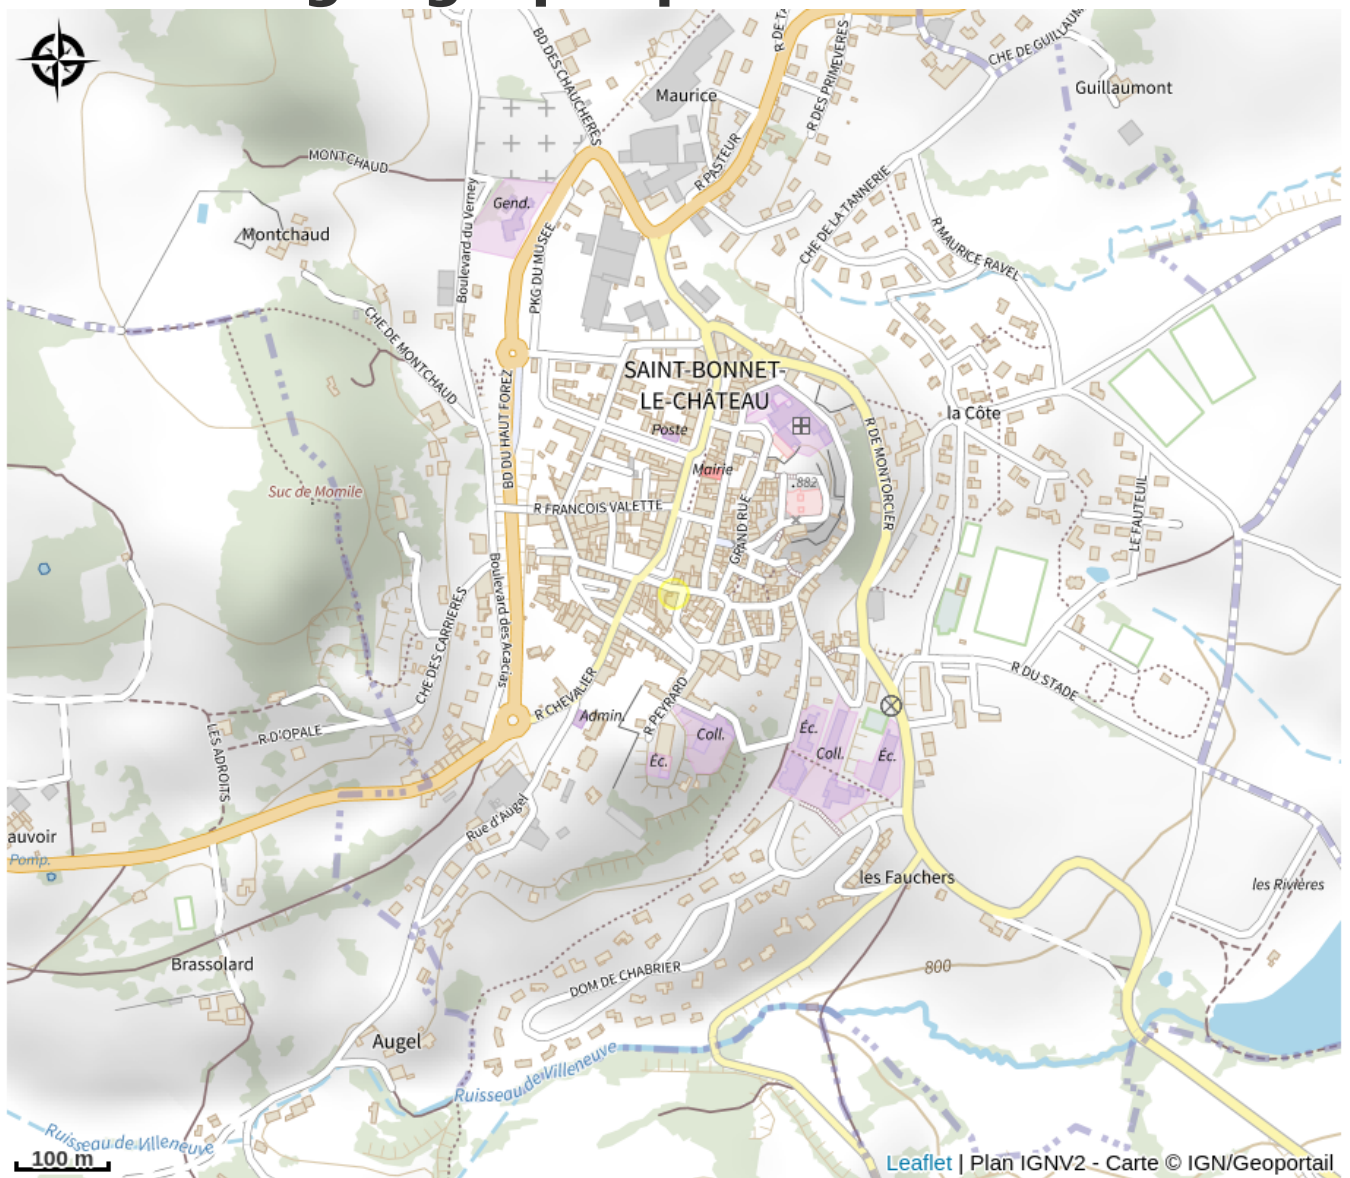 BD DES CHAUCHERES
R DES PRIMEVERES
CHE DE GUILLAUM
Maurice
Guillaumont
R PASTEUR
MONTCHAUD
Gend.
Boulevard du Verney
CHE DE LA TANNERIE
R MAURICE RAVEL
Montchaud
PKG DU MUSEE
CHE DE MONTCHAUD
SAINT-BONNET-
LE-CHÂTEAU
BD DU HAUT FOREZ
Poste
la Côte
R DE MONTORCIER
Mairie
.882
Suc de Momile
R FRANCOIS VALETTE
GRAND RUE
LE FAUTEUIL
Boulevard des Acacias
CHE DES CARRIERES
R DU STADE
R CHEVALIER
R PEYRARD
Admin.
R D'OPALE
LES ADROITS
Coll.
Éc.
Éc.
Coll.
Éc.
Rue d'Augel
auvoir
Pomp.
les Fauchers
les Rivières
Brassolard
DOM DE CHABRIER
800
Augel
Ruisseau de Villeneuve
Ruisseau de Villeneuve
100 m
Leaflet | Plan IGNV2 - Carte © IGN/Geoportail